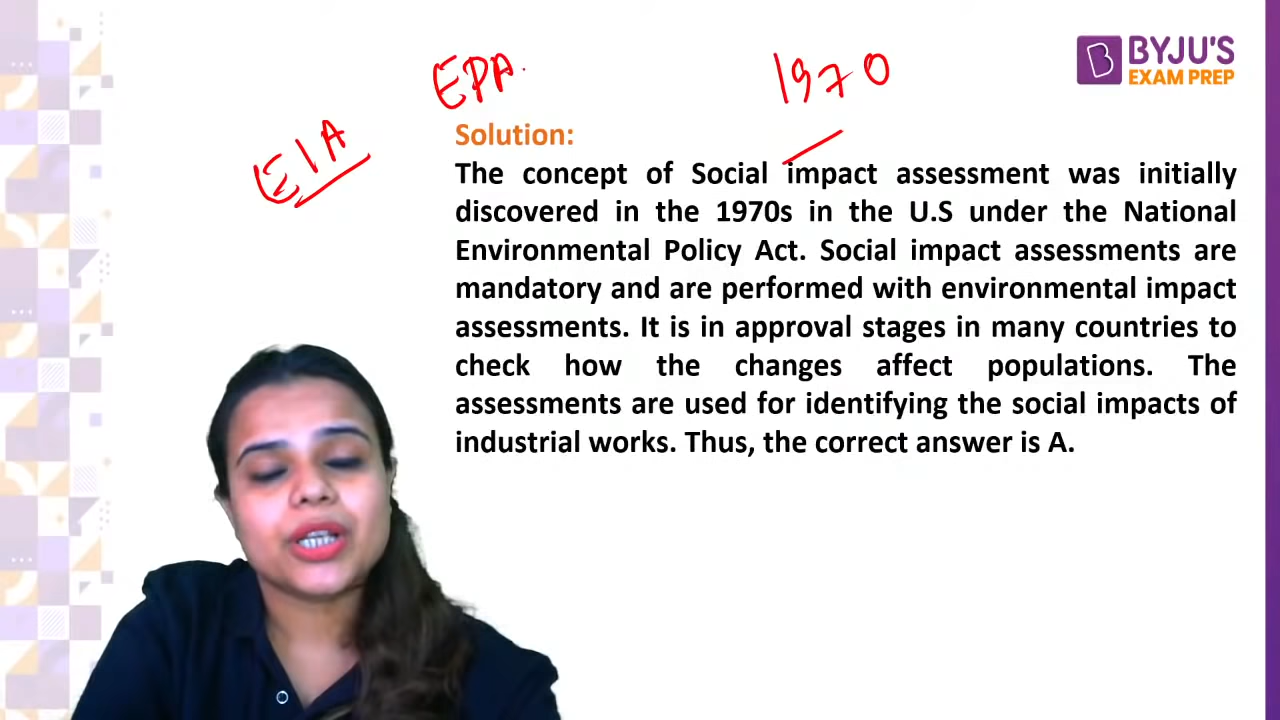 BYJU'S
EXAM PREP
EPA
1970
EIA
Solution:
The concept of Social impact assessment was initially
discovered in the 1970s in the U.S under the National
Environmental Policy Act. Social impact assessments are
mandatory and are performed with environmental impact
assessments. It is in approval stages in many countries to
check how the changes affect populations. The
assessments are used for identifying the social impacts of
industrial works. Thus, the correct answer is A.